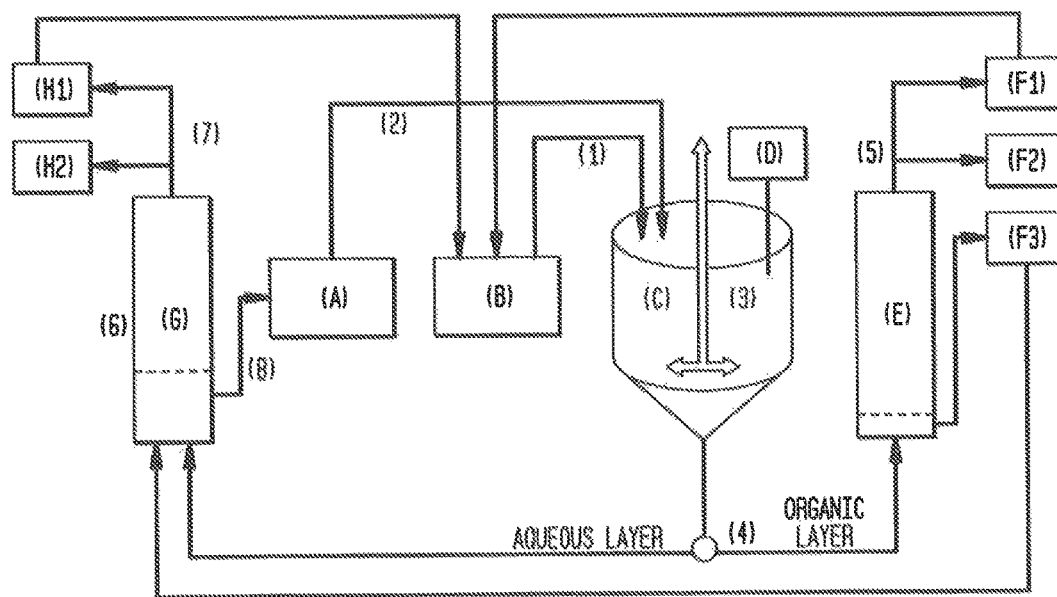 (H1)
(F1)
(2)
(7)
(1)
(D)
(5)
(H2)
(F2)
(F3)
(A)
(B)
(C)
(3)
(6)
(G)
(E)
(8)
ORGANIC
LAYER
AQUEOUS LAYER
(4)